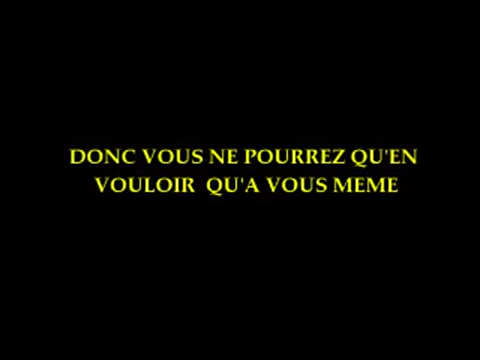 DONC VOUS NE POURREZ QU'EN
VOULOIR QU'A VOUS MEME